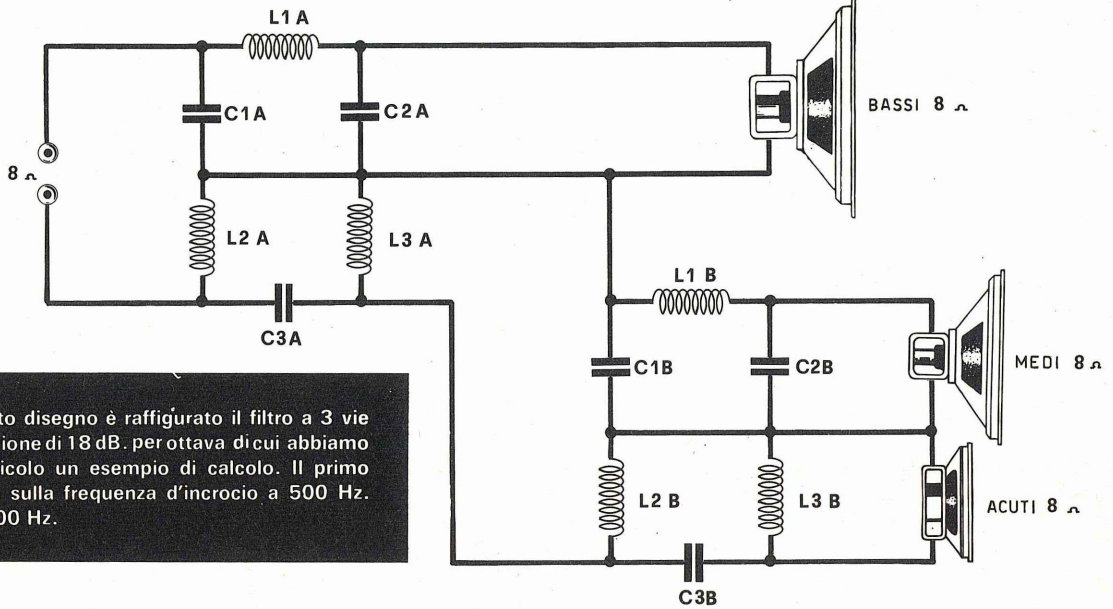 L1 A
C1A
C2A
BASSI 8 Ω
8 Ω
L2 A
L3 A
C3A
L1 B
C1B
C2B
MEDI 8 Ω
L2 B
L3 B
ACUTI 8 Ω
C3B
to disegno è raffigurato il filtro a 3 vie
ione di 18 dB. per ottava di cui abbiamo
icolo un esempio di calcolo. Il primo
sulla frequenza d'incrocio a 500 Hz.
00 Hz.